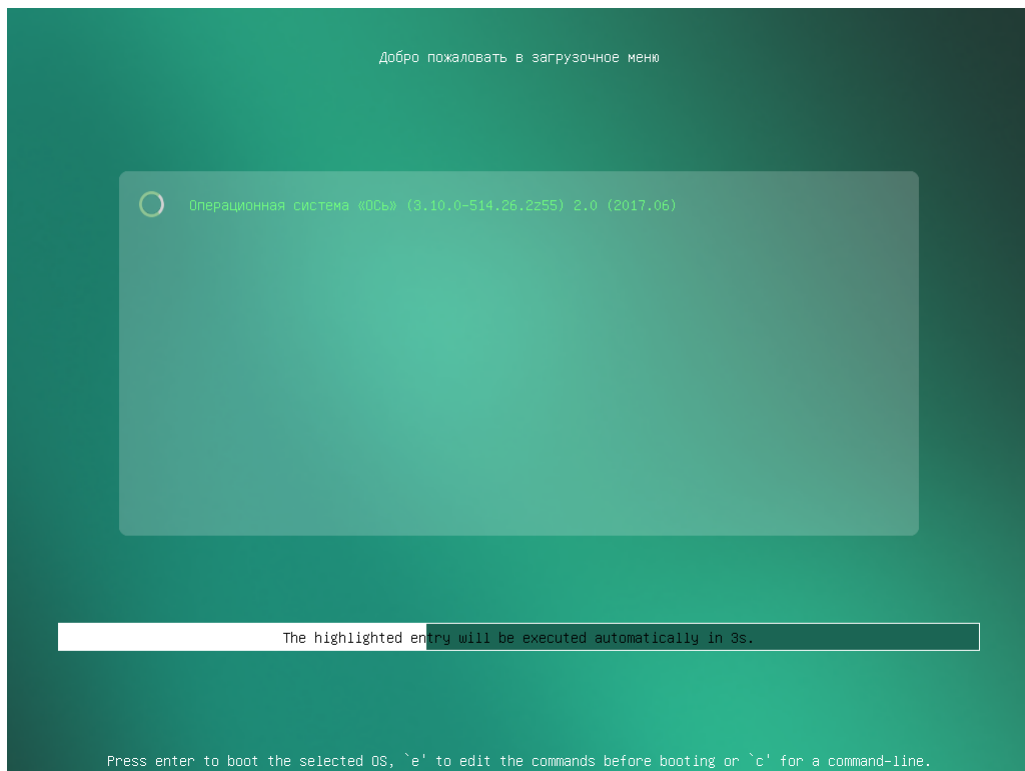 Добро пожаловать в загрузочное меню
Операционная система «ОСь» (3.10.0-514.26.2z55) 2.0 (2017.06)
The highlighted entry will be executed automatically in 3s.
Press enter to boot the selected OS, `e' to edit the commands before booting or `c' for a command-line.